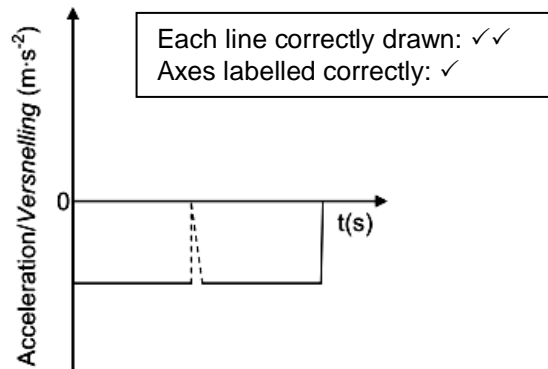 Each line correctly drawn: ✓✓
Axes labelled correctly: ✓
Acceleration/Versnelling (m·s⁻²)
0
t(s)